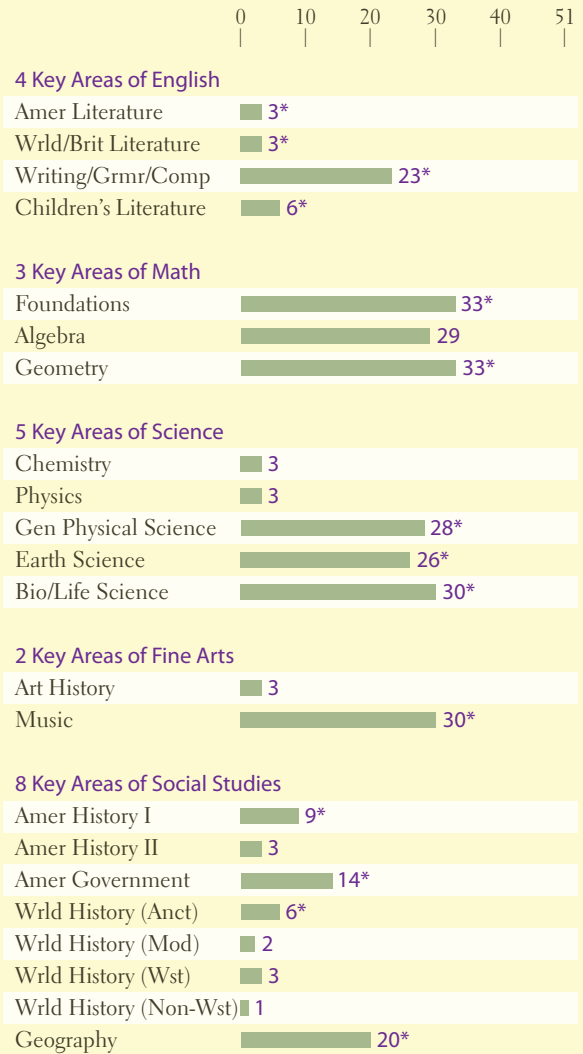 0 10 20 30 40 51
4 Key Areas of English
Amer Literature 3*
Wrld/Brit Literature 3*
Writing/Grmr/Comp 23*
Children's Literature 6*
3 Key Areas of Math
Foundations 33*
Algebra 29
Geometry 33*
5 Key Areas of Science
Chemistry 3
Physics 3
Gen Physical Science 28*
Earth Science 26*
Bio/Life Science 30*
2 Key Areas of Fine Arts
Art History 3
Music 30*
8 Key Areas of Social Studies
Amer History I 9*
Amer History II 3
Amer Government 14*
Wrld History (Anct) 6*
Wrld History (Mod) 2
Wrld History (Wst) 3
Wrld History (Non-Wst) 1
Geography 20*